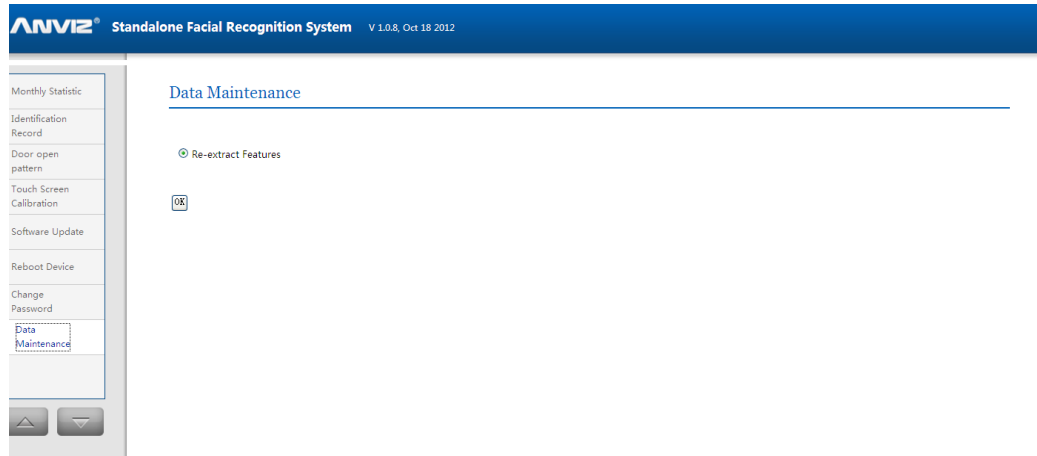 ANVIZ® Standalone Facial Recognition System V 1.0.8, Oct 18 2012
Monthly Statistic
Identification
Record
Door open
pattern
Touch Screen
Calibration
Software Update
Reboot Device
Change
Password
Data
Maintenance
Data Maintenance
Re-extract Features
OK